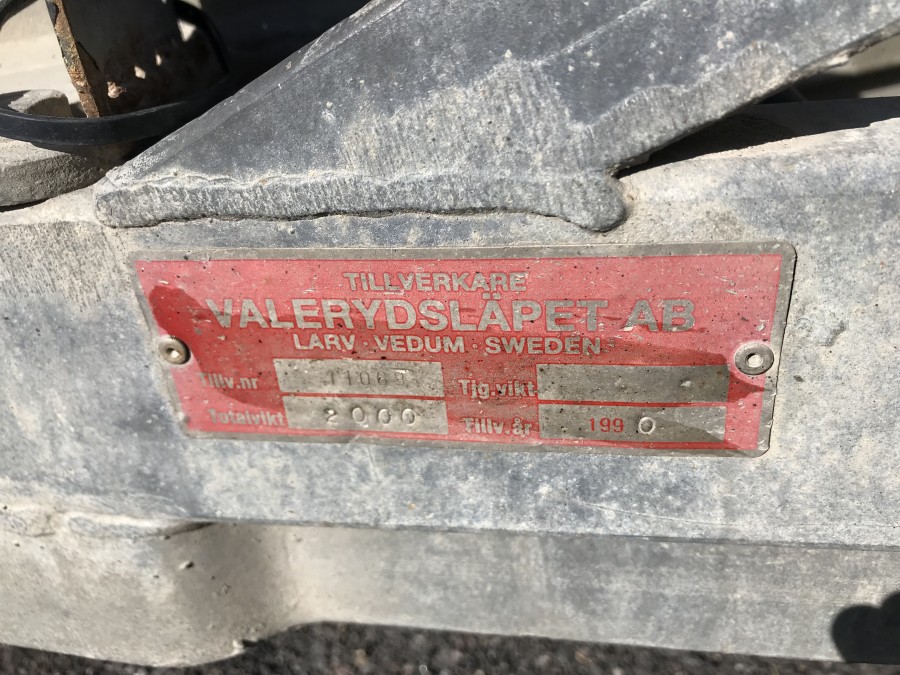 TILLVERKARE
VALERYDSLÄPET AB
LARV · VEDUM · SWEDEN
Tillv.nr Tjg.vikt
Totalvikt 2000 Tillv.år 1990